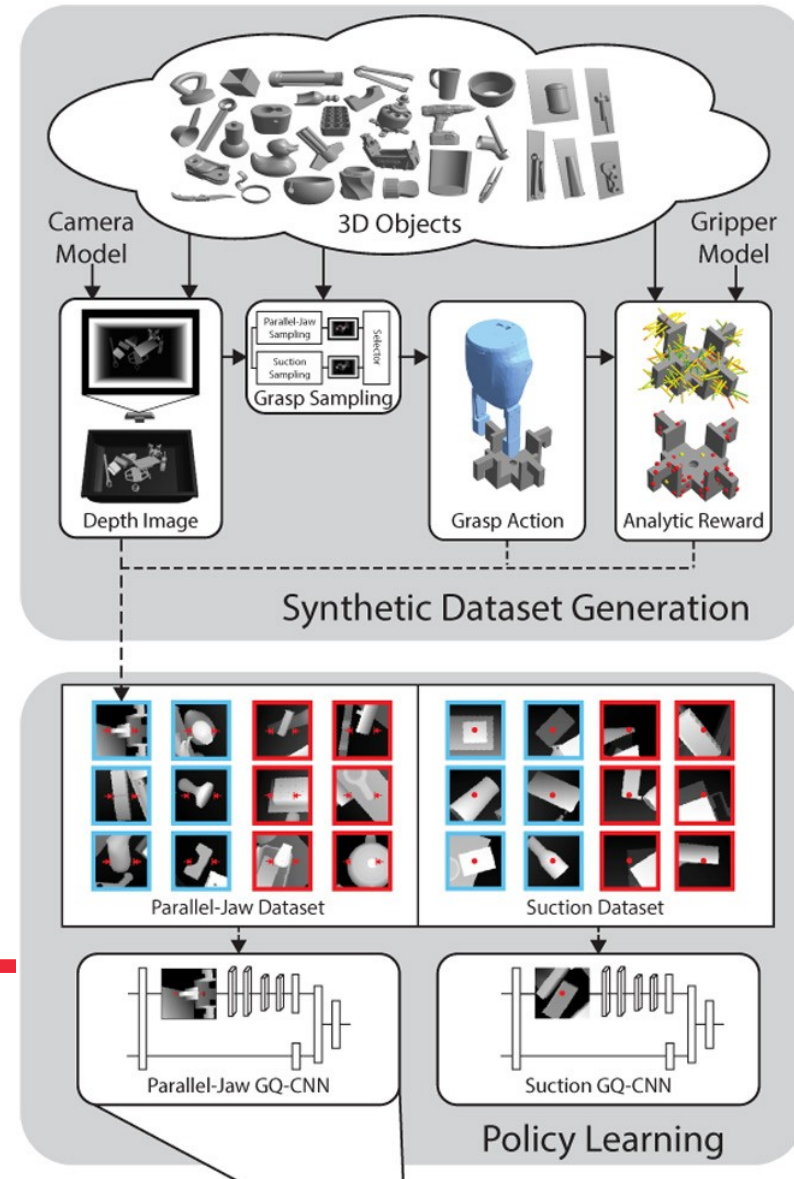 3D Objects
Camera
Model
Gripper
Model
Parallel-Jaw
Sampling
Suction
Sampling
Selector
Grasp Sampling
Depth Image
Grasp Action
Analytic Reward
Synthetic Dataset Generation
Parallel-Jaw Dataset
Suction Dataset
Parallel-Jaw GQ-CNN
Suction GQ-CNN
Policy Learning